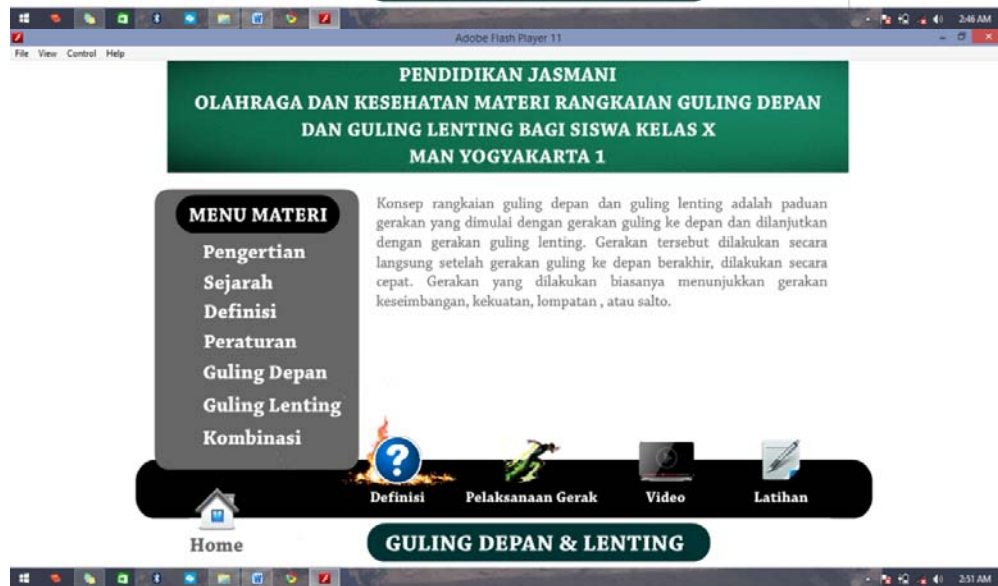 2:46 AM
Adobe Flash Player 11
File View Control Help
PENDIDIKAN JASMANI
OLAHRAGA DAN KESEHATAN MATERI RANGKAIAN GULING DEPAN
DAN GULING LENTING BAGI SISWA KELAS X
MAN YOGYAKARTA 1
MENU MATERI
Pengertian
Sejarah
Definisi
Peraturan
Guling Depan
Guling Lenting
Kombinasi
Konsep rangkaian guling depan dan guling lenting adalah paduan
gerakan yang dimulai dengan gerakan guling ke depan dan dilanjutkan
dengan gerakan guling lenting. Gerakan tersebut dilakukan secara
langsung setelah gerakan guling ke depan berakhir, dilakukan secara
cepat. Gerakan yang dilakukan biasanya menunjukkan gerakan
keseimbangan, kekuatan, lompatan , atau salto.
Definisi Pelaksanaan Gerak Video Latihan
Home
GULING DEPAN & LENTING
2:51 AM